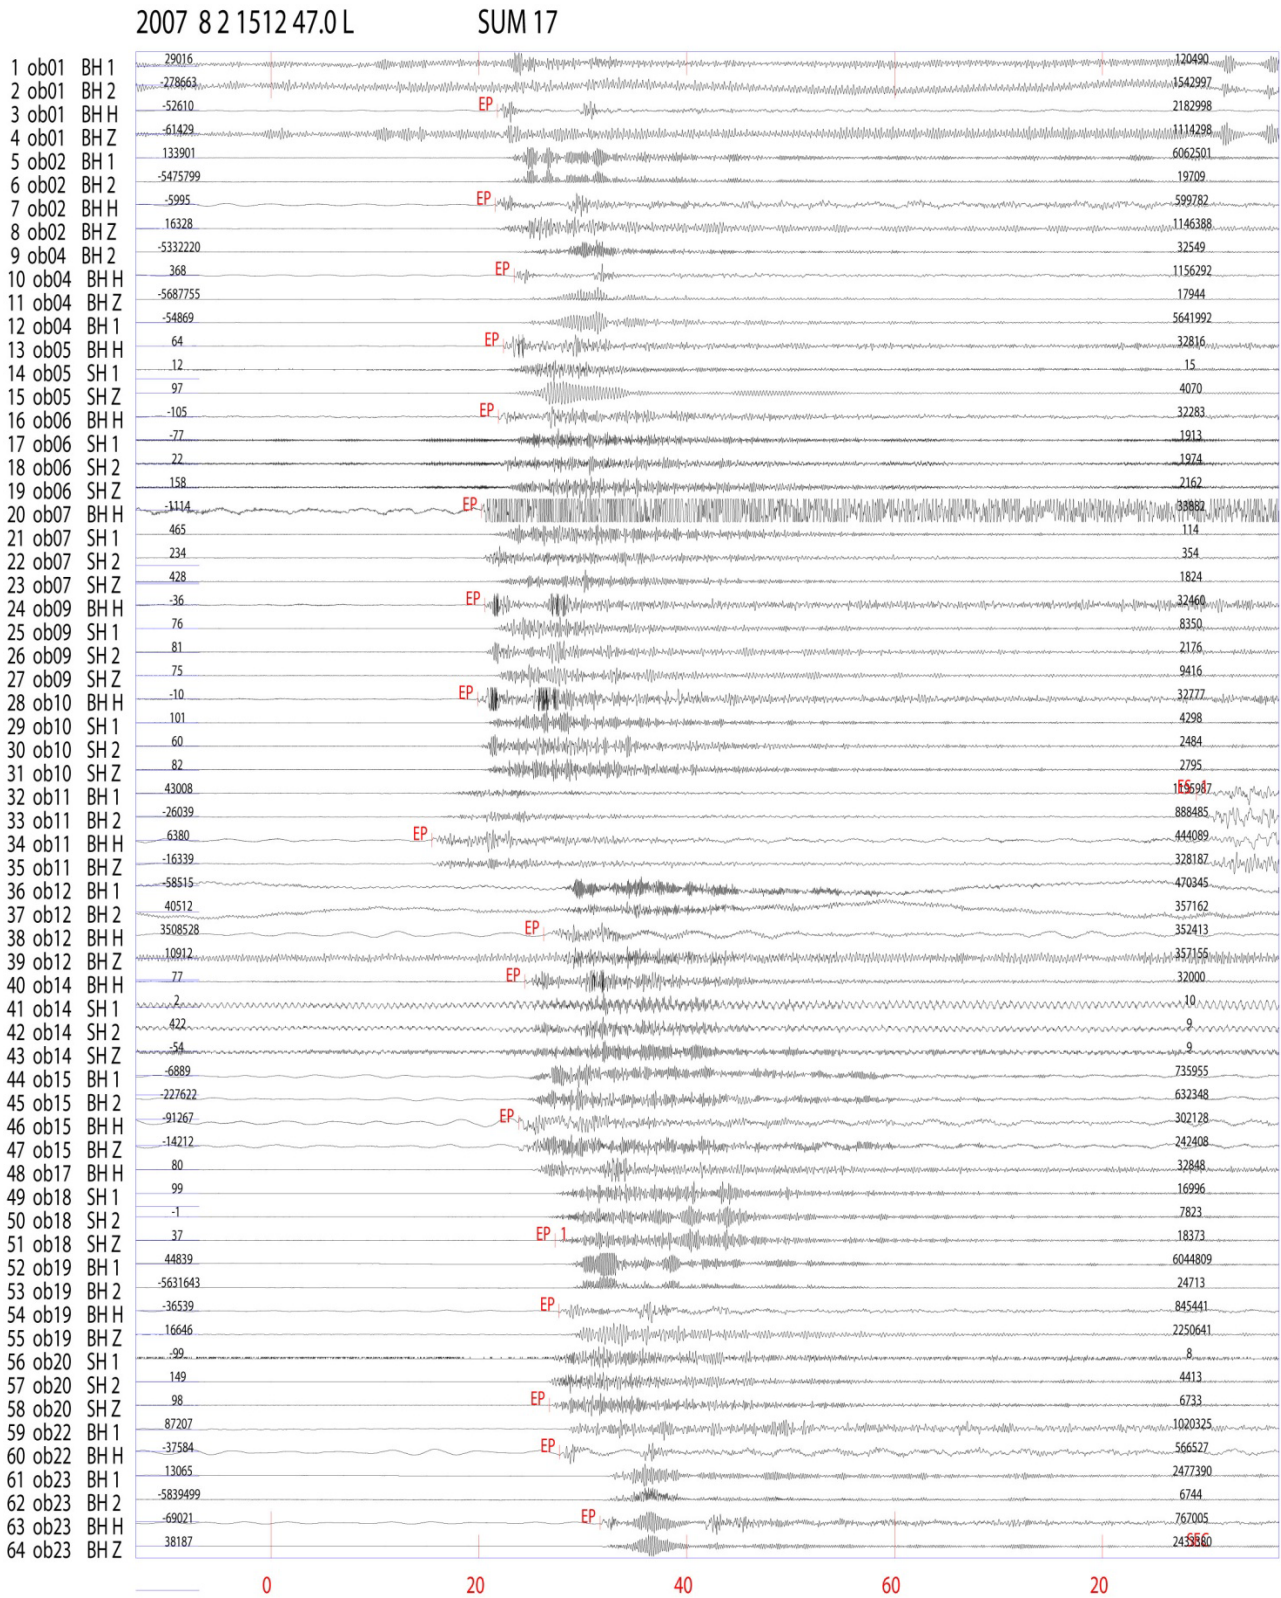 2007 8 2 1512 47.0 L SUM 17
1 ob01 BH 1 29016 120490
2 ob01 BH 2 -278663 1542997
3 ob01 BH H -52610 EP 2182998
4 ob01 BH Z -61429 1114298
5 ob02 BH 1 133901 6062501
6 ob02 BH 2 -5475799 19709
7 ob02 BH H -5995 EP 599782
8 ob02 BH Z 16328 1146388
9 ob04 BH 2 -5332220 32549
10 ob04 BH H 368 EP 1156292
11 ob04 BH Z -5687755 17944
12 ob04 BH 1 -54869 5641992
13 ob05 BH H 64 EP 32816
14 ob05 SH 1 12 15
15 ob05 SH Z 97 4070
16 ob06 BH H -105 EP 32283
17 ob06 SH 1 -77 1913
18 ob06 SH 2 22 1974
19 ob06 SH Z 158 2162
20 ob07 BH H -1114 EP 33882
21 ob07 SH 1 465 114
22 ob07 SH 2 234 354
23 ob07 SH Z 428 1824
24 ob09 BH H -36 EP 32460
25 ob09 SH 1 76 8350
26 ob09 SH 2 81 2176
27 ob09 SH Z 75 9416
28 ob10 BH H -10 EP 32777
29 ob10 SH 1 101 4298
30 ob10 SH 2 60 2484
31 ob10 SH Z 82 2795
32 ob11 BH 1 43008
33 ob11 BH 2 -26039 888485
34 ob11 BH H 6380 EP 444089
35 ob11 BH Z -16339 328187
36 ob12 BH 1 -58515 470345
37 ob12 BH 2 40512 357162
38 ob12 BH H 3508528 EP 352413
39 ob12 BH Z 10912 357155
40 ob14 BH H 77 EP 32000
41 ob14 SH 1 2 10
42 ob14 SH 2 422 9
43 ob14 SH Z -54 9
44 ob15 BH 1 -6889 735955
45 ob15 BH 2 -227622 632348
46 ob15 BH H -91267 EP 302128
47 ob15 BH Z -14212 242408
48 ob17 BH H 80 32848
49 ob18 SH 1 99 16996
50 ob18 SH 2 -1 7823
51 ob18 SH Z 37 EP 1 18373
52 ob19 BH 1 44839 6044809
53 ob19 BH 2 -5631643 24713
54 ob19 BH H -36539 EP 845441
55 ob19 BH Z 16646 2250641
56 ob20 SH 1 -99 8
57 ob20 SH 2 149 4413
58 ob20 SH Z 98 EP 6733
59 ob22 BH 1 87207 1020325
60 ob22 BH H -37584 EP 566527
61 ob23 BH 1 13065 2477390
62 ob23 BH 2 -5839499 6744
63 ob23 BH H -69021 EP 767005
64 ob23 BH Z 38187
0 20 40 60 20